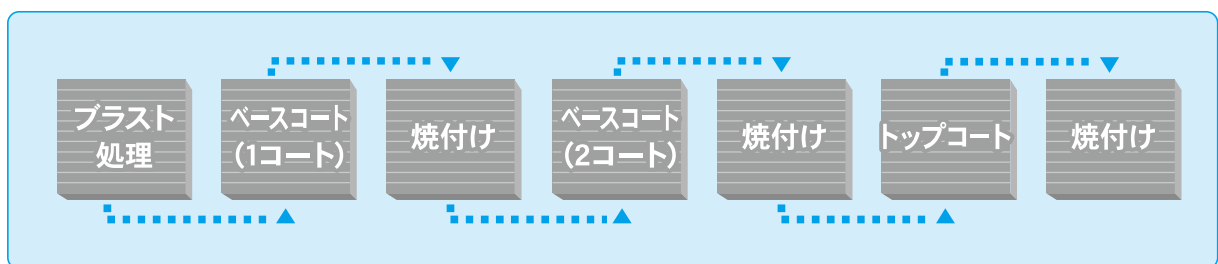 ブラスト
処理
ベースコート
(1コート)
焼付け
ベースコート
(2コート)
焼付け
トップコート
焼付け